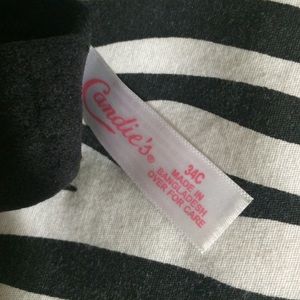 Candie's®
34C
MADE IN
BANGLADESH
OVER FOR CARE